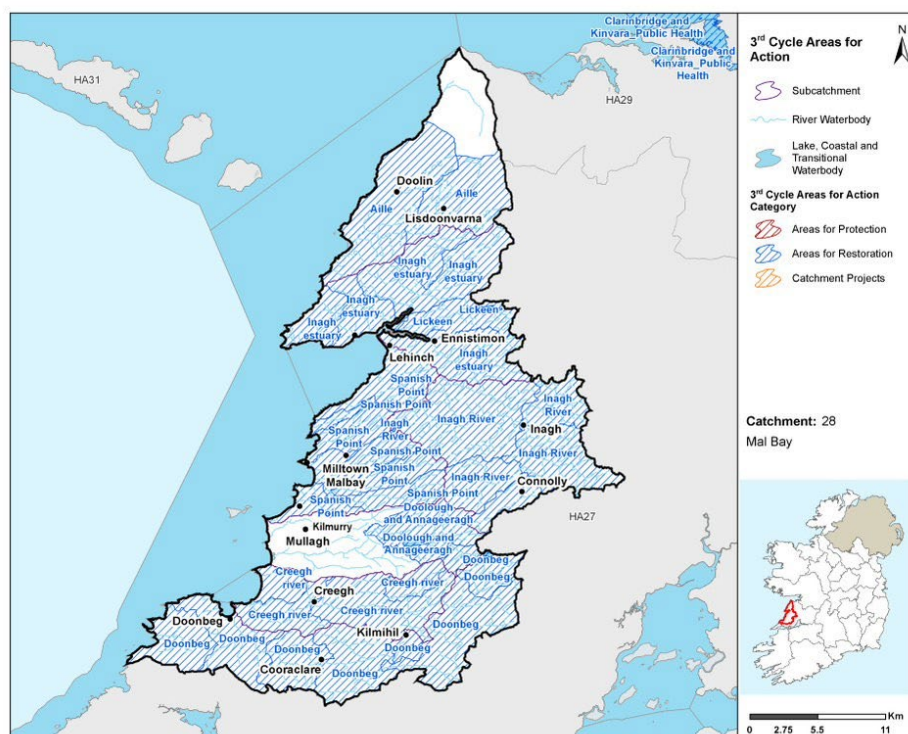 Clarinbridge and
Kinvara_Public Health
Clarinbridge and
Kinvara_Public
Health
HA31
HA29
Doolin
Aille
Aille
Lisdoonvarna
Inagh
estuary
Inagh
estuary
Inagh
estuary
Lickeen
Inagh
estuary
Lickeen
Ennistimon
Lehinch
Inagh
estuary
Spanish
Point
Spanish Point
Inagh
River
Inagh River
Spanish
Point
Inagh
River
Inagh
Spanish Point
Inagh River
Milltown
Malbay
Spanish
Point
Inagh River
Connolly
Spanish
Point
Spanish Point
Doolough
and Annageeragh
HA27
Kilmurry
Mullagh
Doolough and
Annageeragh
Doonbeg
Doonbeg
Creegh
river
Creegh river
Creegh
Creegh river
Creegh river
Doonbeg
Doonbeg
Doonbeg
Doonbeg
Kilmihil
Doonbeg
Cooraclare
Doonbeg
Doonbeg
3rd Cycle Areas for
Action
N
Subcatchment
River Waterbody
Lake, Coastal and
Transitional
Waterbody
3rd Cycle Areas for Action
Category
Areas for Protection
Areas for Restoration
Catchment Projects
Catchment: 28
Mal Bay
Km
0 2.75 5.5 11